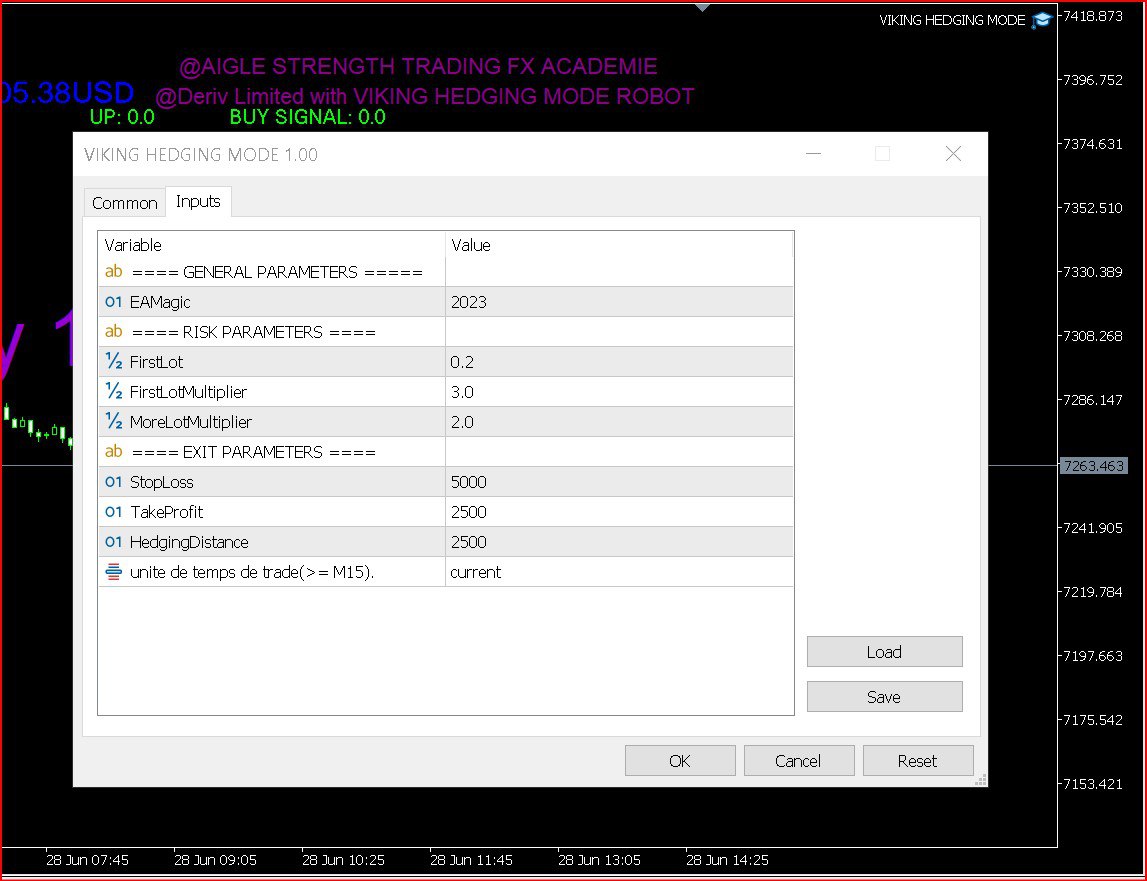 VIKING HEDGING MODE
@AIGLE STRENGTH TRADING FX ACADEMIE
05.38USD @Deriv Limited with VIKING HEDGING MODE ROBOT
UP: 0.0 BUY SIGNAL: 0.0
VIKING HEDGING MODE 1.00
Common Inputs
Variable Value
ab ==== GENERAL PARAMETERS =====
01 EAMagic 2023
ab ==== RISK PARAMETERS ====
½ FirstLot 0.2
½ FirstLotMultiplier 3.0
½ MoreLotMultiplier 2.0
ab ==== EXIT PARAMETERS ====
01 StopLoss 5000
01 TakeProfit 2500
01 HedgingDistance 2500
unite de temps de trade(>= M15). current
Load
Save
OK Cancel Reset
7418.873
7396.752
7374.631
7352.510
7330.389
7308.268
7286.147
7263.463
7241.905
7219.784
7197.663
7175.542
7153.421
28 Jun 07:45 28 Jun 09:05 28 Jun 10:25 28 Jun 11:45 28 Jun 13:05 28 Jun 14:25